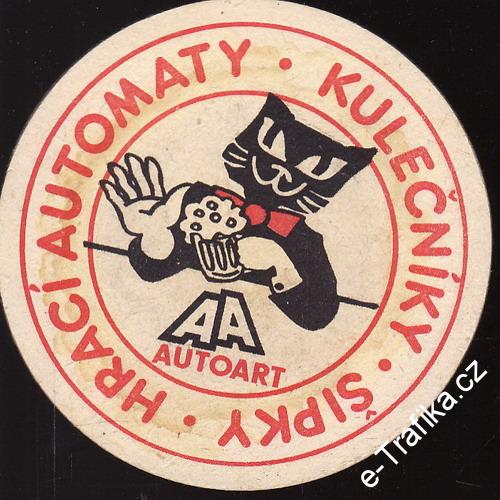 HRACÍ AUTOMATY · KULEČNÍKY · ŠIPKY ·
AA
AUTOART
e-Trafika.cz